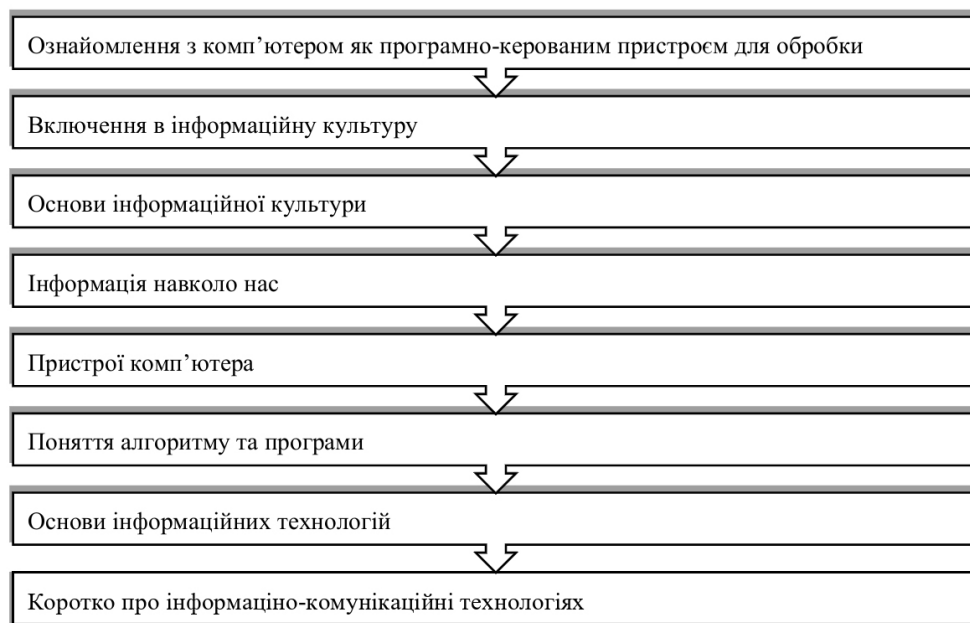 Ознайомлення з комп’ютером як програмно-керованим пристроєм для обробки
Включення в інформаційну культуру
Основи інформаційної культури
Інформація навколо нас
Пристрої комп’ютера
Поняття алгоритму та програми
Основи інформаційних технологій
Коротко про інформаціно-комунікаційні технологіях